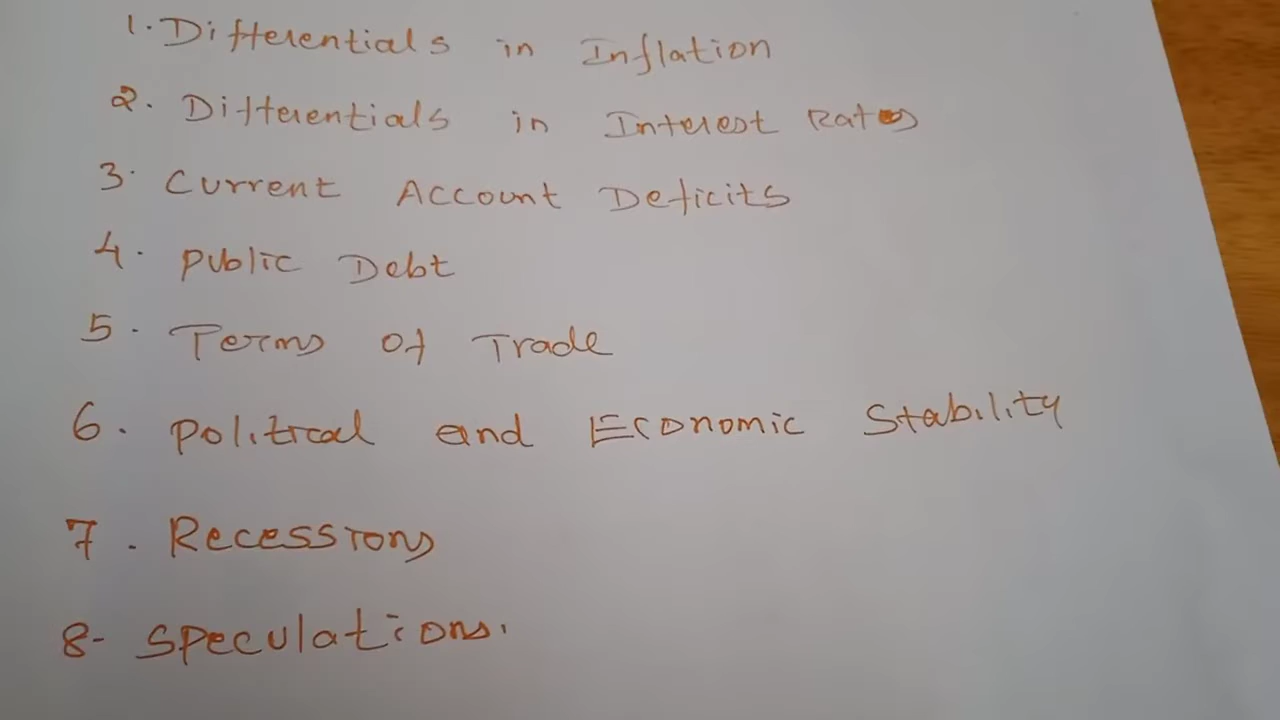 1. Differentials in Inflation
2. Differentials in Interest Rates
3. Current Account Deficits
4. Public Debt
5. Terms of Trade
6. Political and Economic Stability
7. Recessions
8- Speculations.